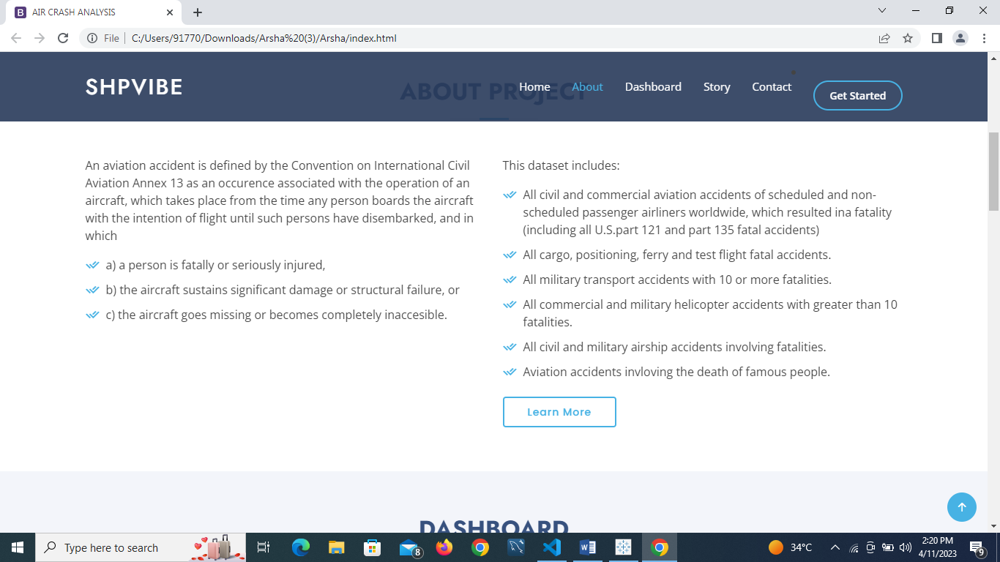 AIR CRASH ANALYSIS
File
C:/Users/91770/Downloads/Arsha%20(3)/Arsha/index.html
SHPVIBE
ABOUT PROJECT
Home
About
Dashboard
Story
Contact
Get Started
An aviation accident is defined by the Convention on International Civil
Aviation Annex 13 as an occurence associated with the operation of an
aircraft, which takes place from the time any person boards the aircraft
with the intention of flight until such persons have disembarked, and in
which
a) a person is fatally or seriously injured,
b) the aircraft sustains significant damage or structural failure, or
c) the aircraft goes missing or becomes completely inaccesible.
This dataset includes:
All civil and commercial aviation accidents of scheduled and non-
scheduled passenger airliners worldwide, which resulted ina fatality
(including all U.S.part 121 and part 135 fatal accidents)
All cargo, positioning, ferry and test flight fatal accidents.
All military transport accidents with 10 or more fatalities.
All commercial and military helicopter accidents with greater than 10
fatalities.
All civil and military airship accidents involving fatalities.
Aviation accidents invloving the death of famous people.
Learn More
DASHBOARD
Type here to search
8
34°C
2:20 PM
4/11/2023
9